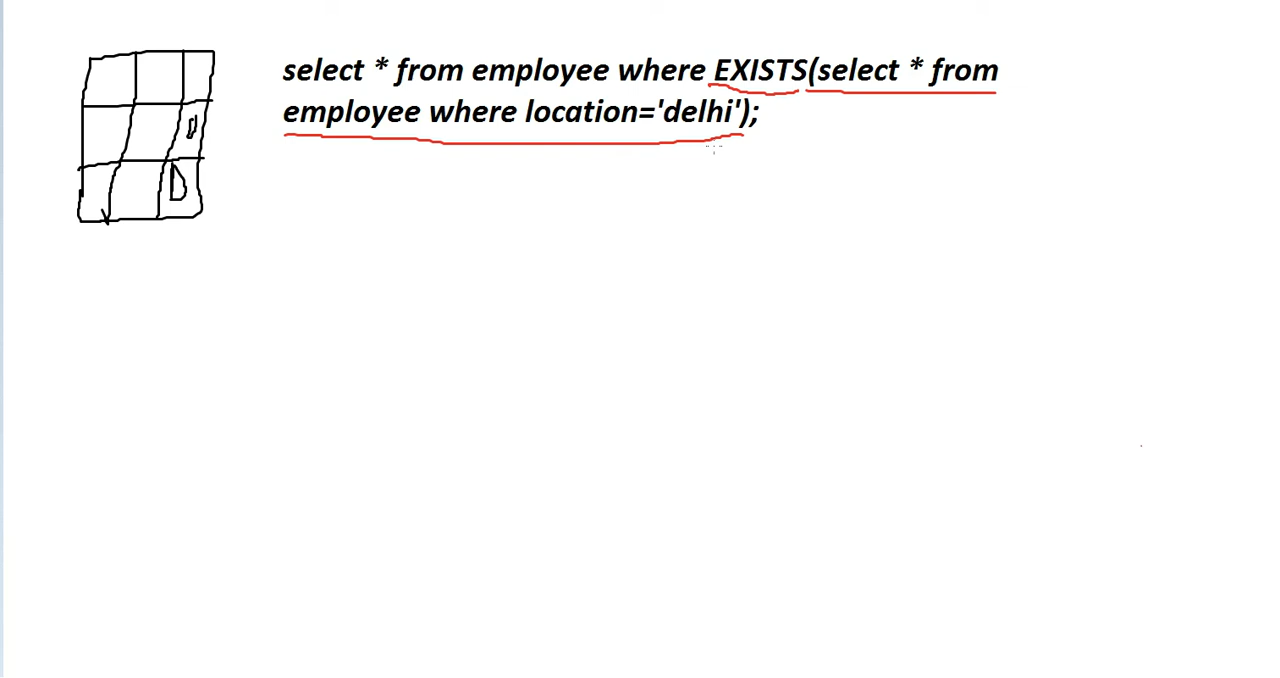 select * from employee where EXISTS(select * from
employee where location='delhi');
D